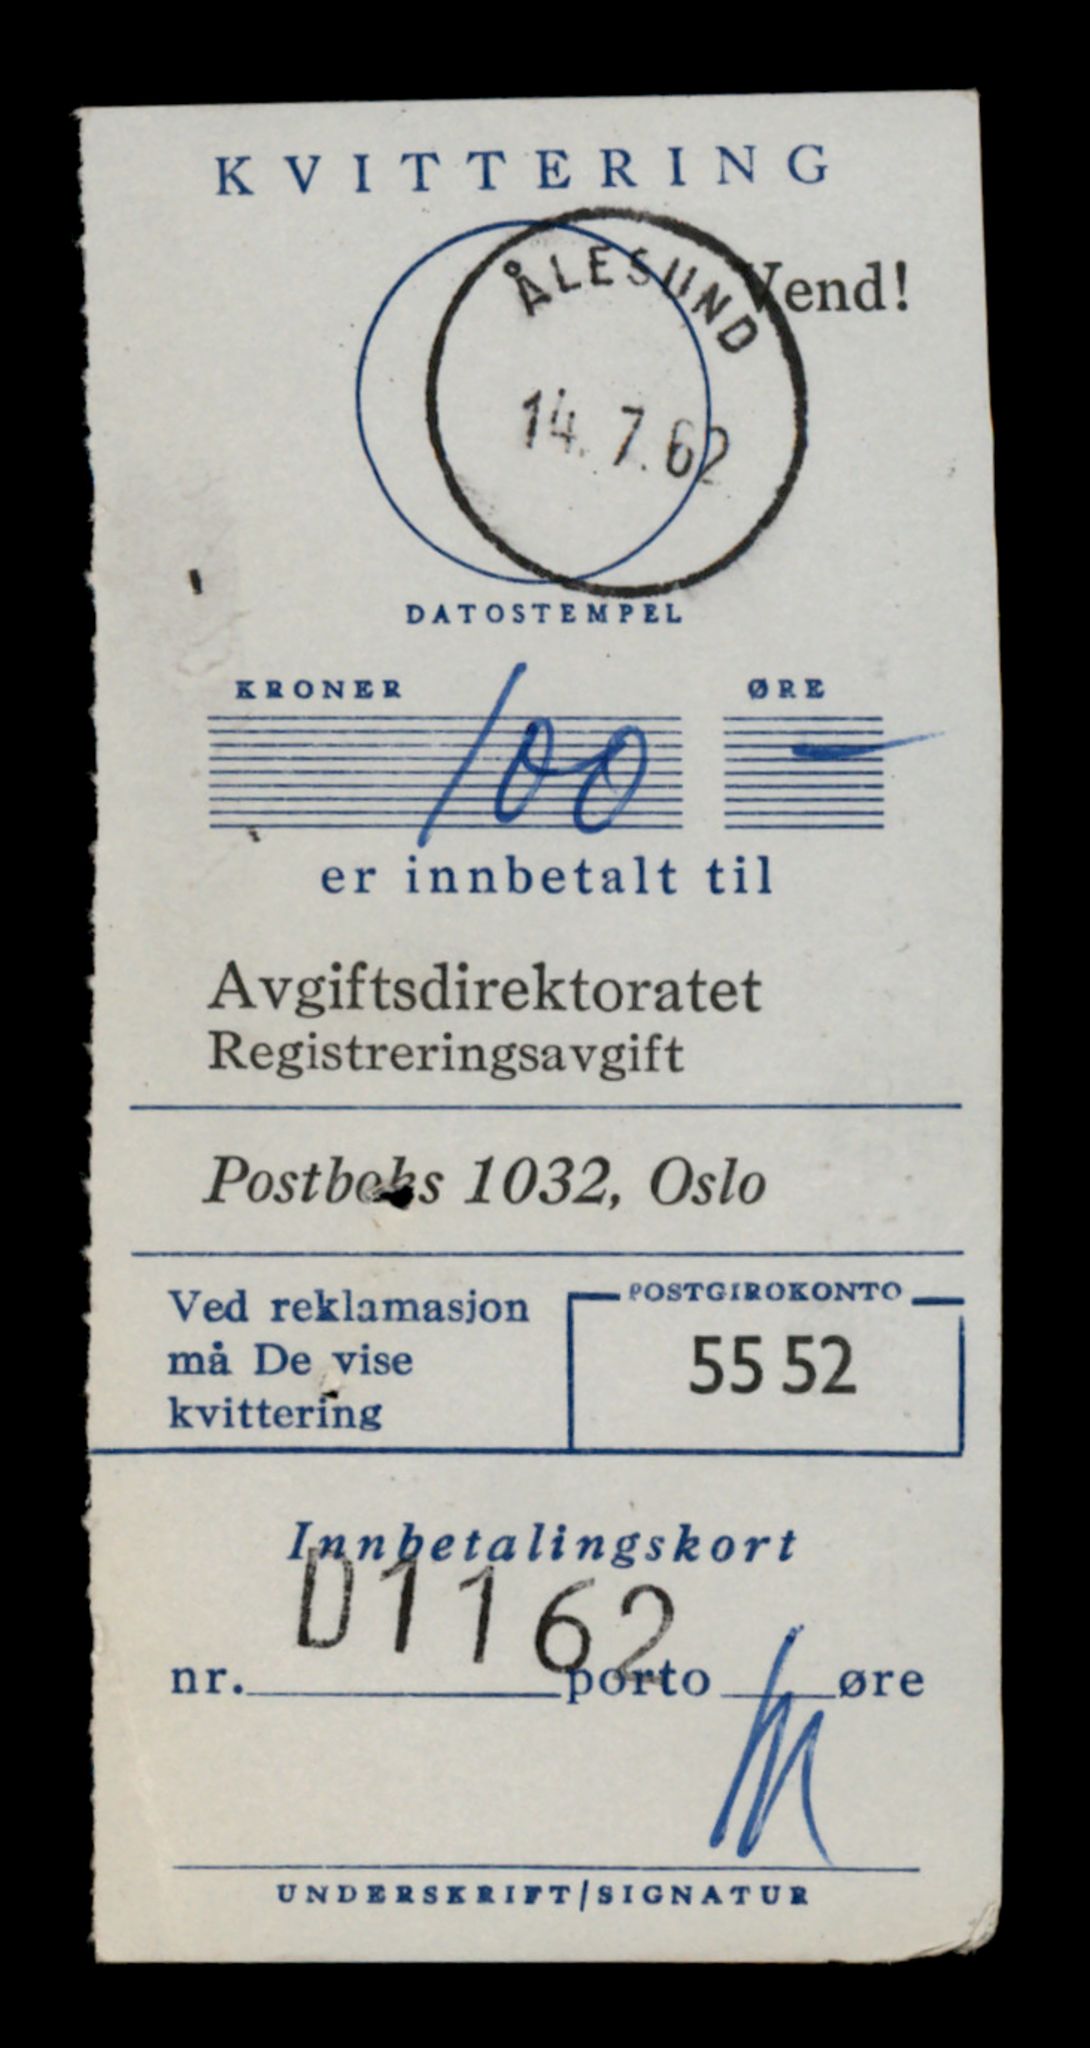 KVITTERING
Vend!
ÅLESUND
14.7.62
DATOSTEMPEL
KRONER ØRE
100 —
er innbetalt til
Avgiftsdirektoratet
Registreringsavgift
Postboks 1032, Oslo
Ved reklamasjon
må De vise
kvittering
POSTGIROKONTO
55 52
Innbetalingskort
01162
nr. porto øre
UNDERSKRIFT/SIGNATUR